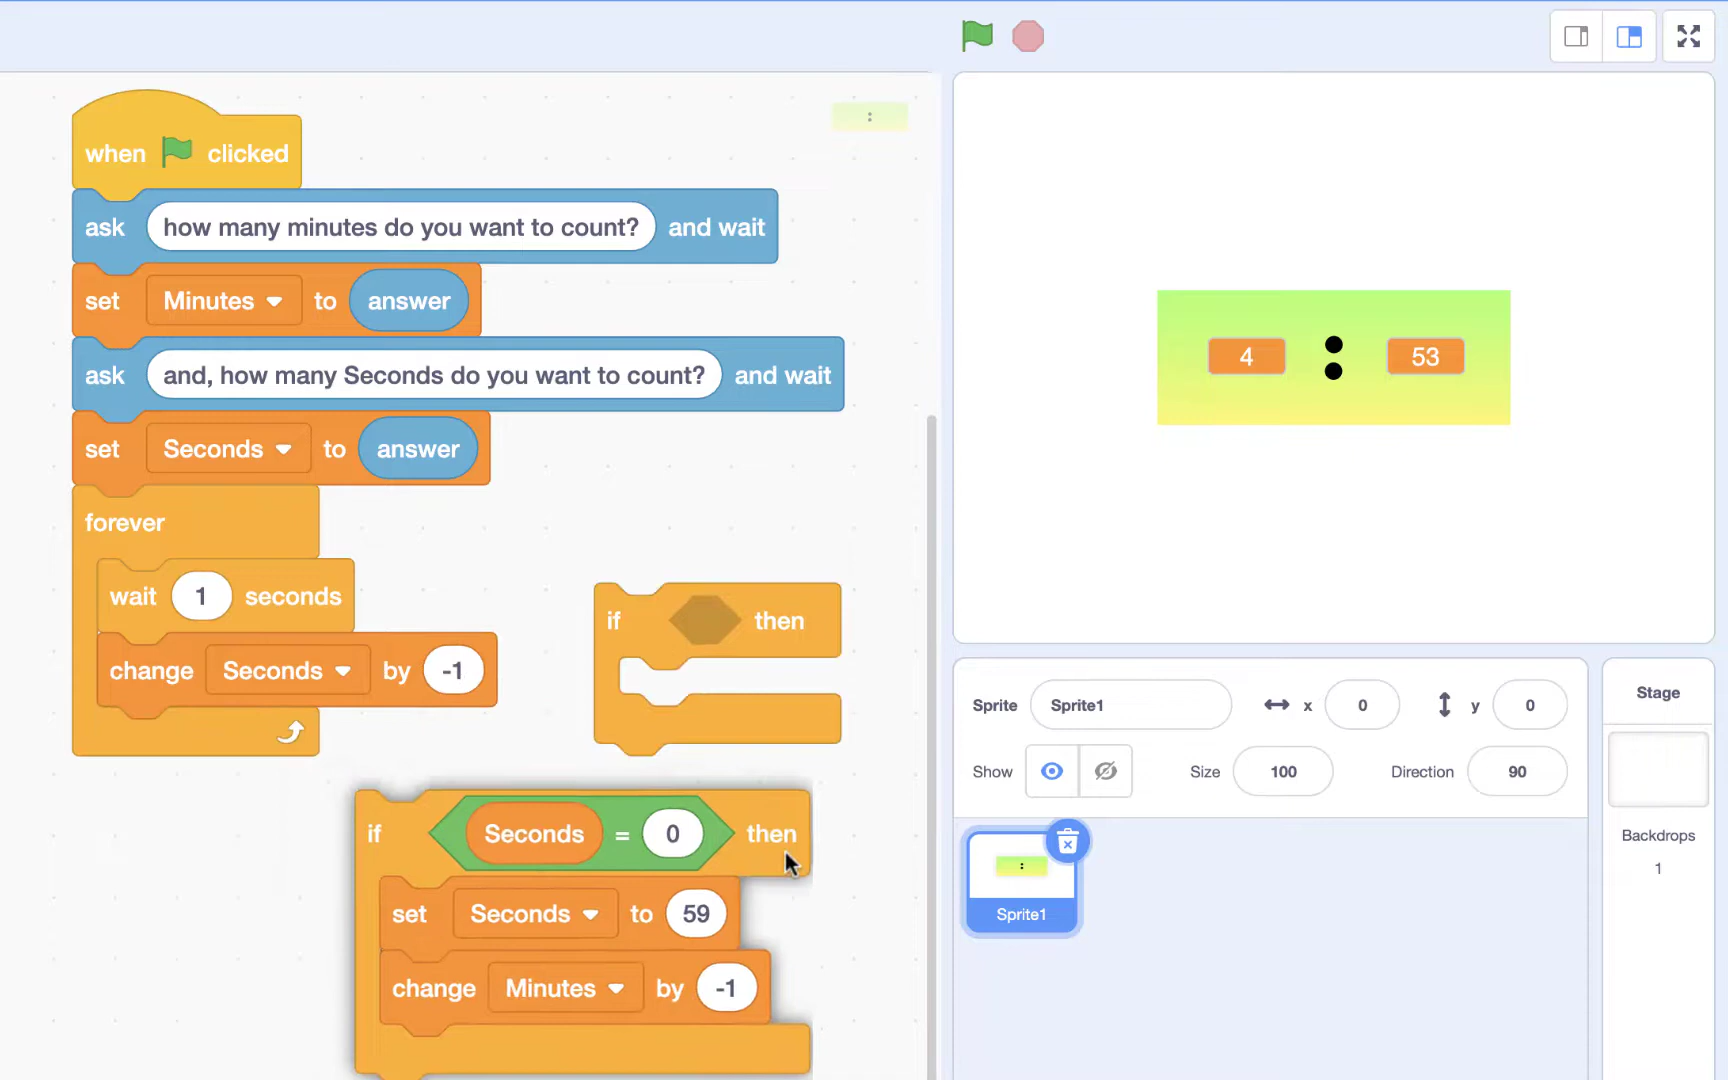 when clicked
ask how many minutes do you want to count? and wait
set Minutes to answer
ask and, how many Seconds do you want to count? and wait
set Seconds to answer
forever
wait 1 seconds
change Seconds by -1
if then
if Seconds = 0 then
set Seconds to 59
change Minutes by -1
:
4 : 53
Sprite Sprite1 x 0 y 0
Show Size 100 Direction 90
:
Sprite1
Stage
Backdrops
1